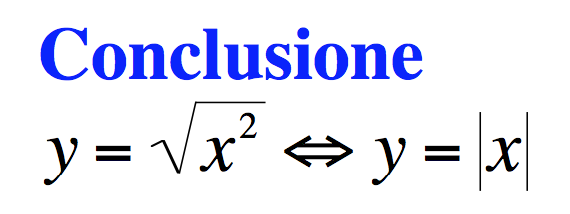 Conclusione
y = √x² ⇔ y = |x|